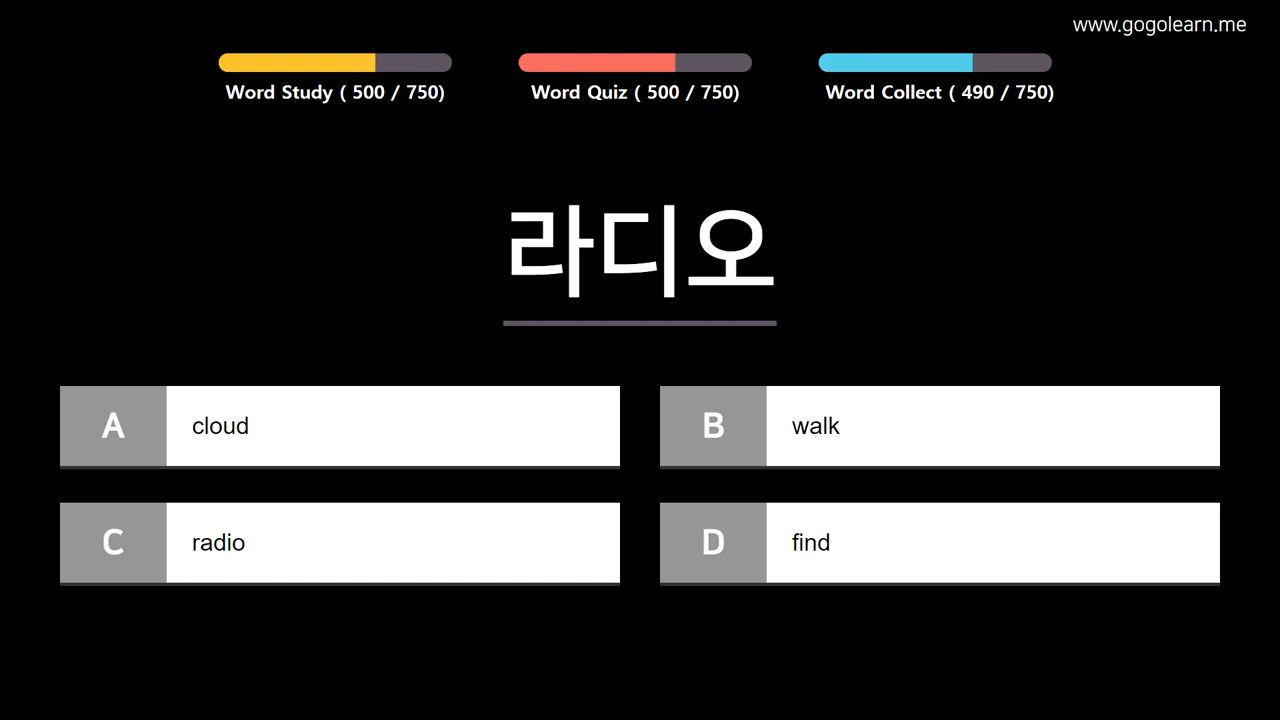 www.gogolearn.me
Word Study ( 500 / 750)
Word Quiz ( 500 / 750)
Word Collect ( 490 / 750)
라디오
A cloud
B walk
C radio
D find